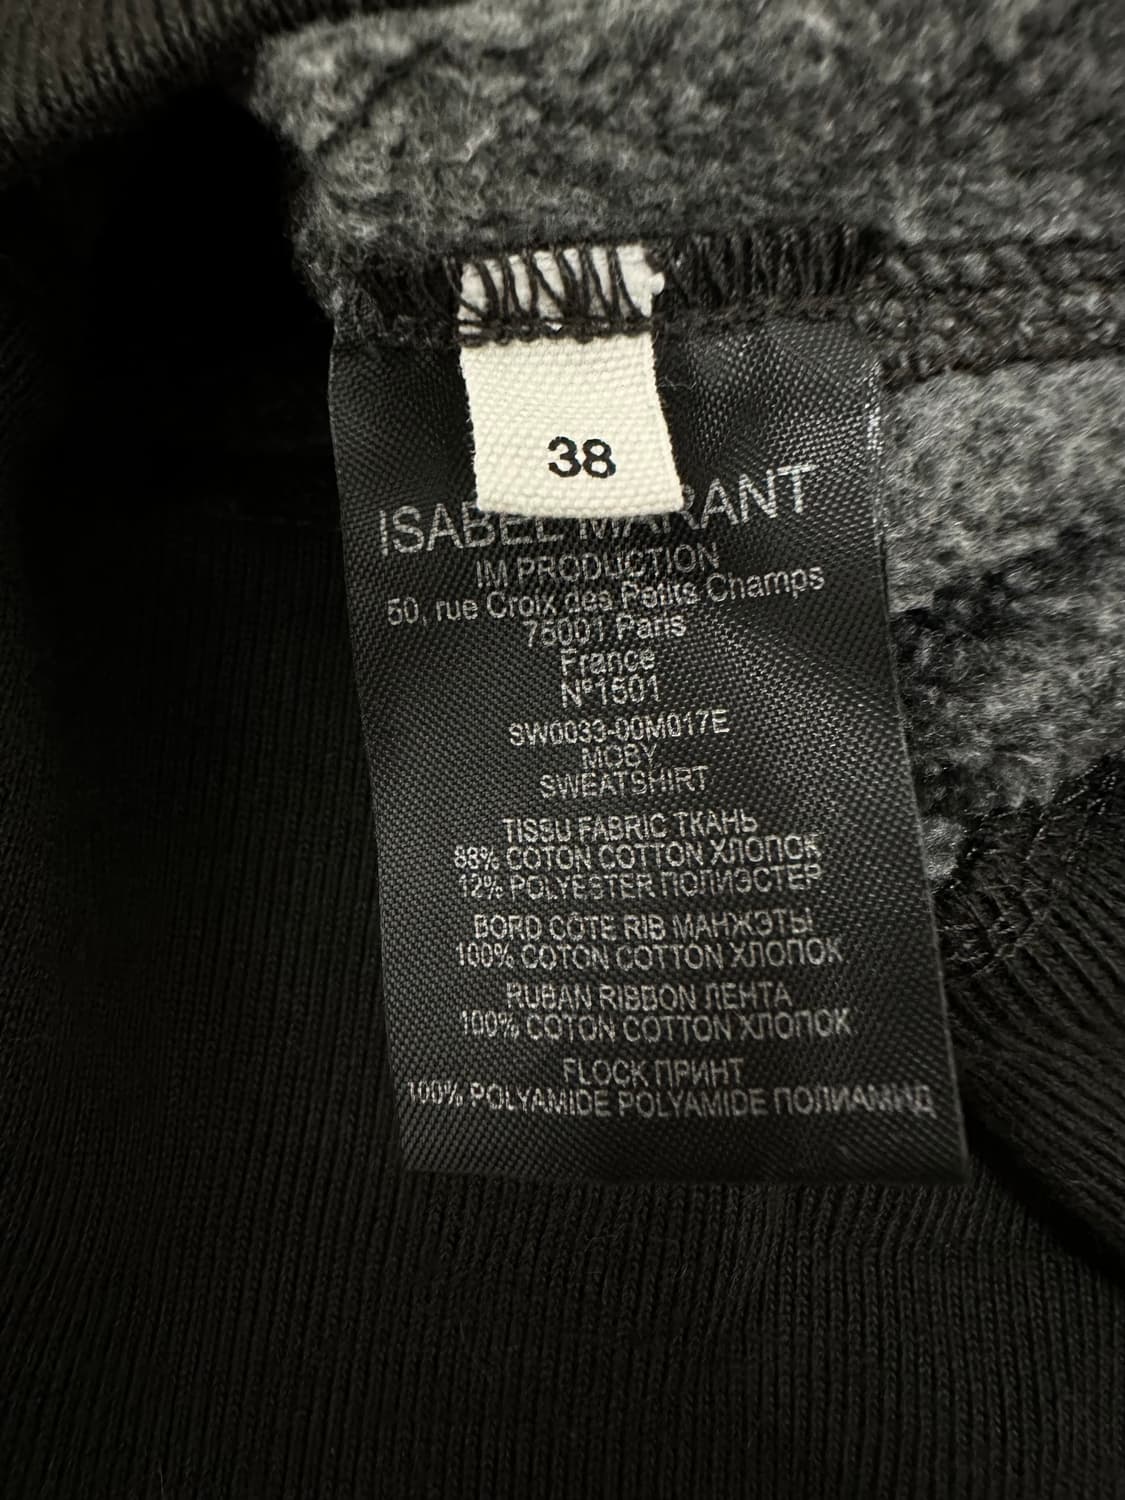 38
ISABEL MARANT
IM PRODUCTION
50, rue Croix des Petits Champs
75001 Paris
France
Nº1601
SW0033-00M017E
MOBY
SWEATSHIRT
TISSU FABRIC ТКАНЬ
88% COTON COTTON ХЛОПОК
12% POLYESTER ПОЛИЭСТЕР
BORD CÔTE RIB МАНЖЭТЫ
100% COTON COTTON ХЛОПОК
RUBAN RIBBON ЛЕНТА
100% COTON COTTON ХЛОПОК
FLOCK ПРИНТ
100% POLYAMIDE POLYAMIDE ПОЛИАМИД